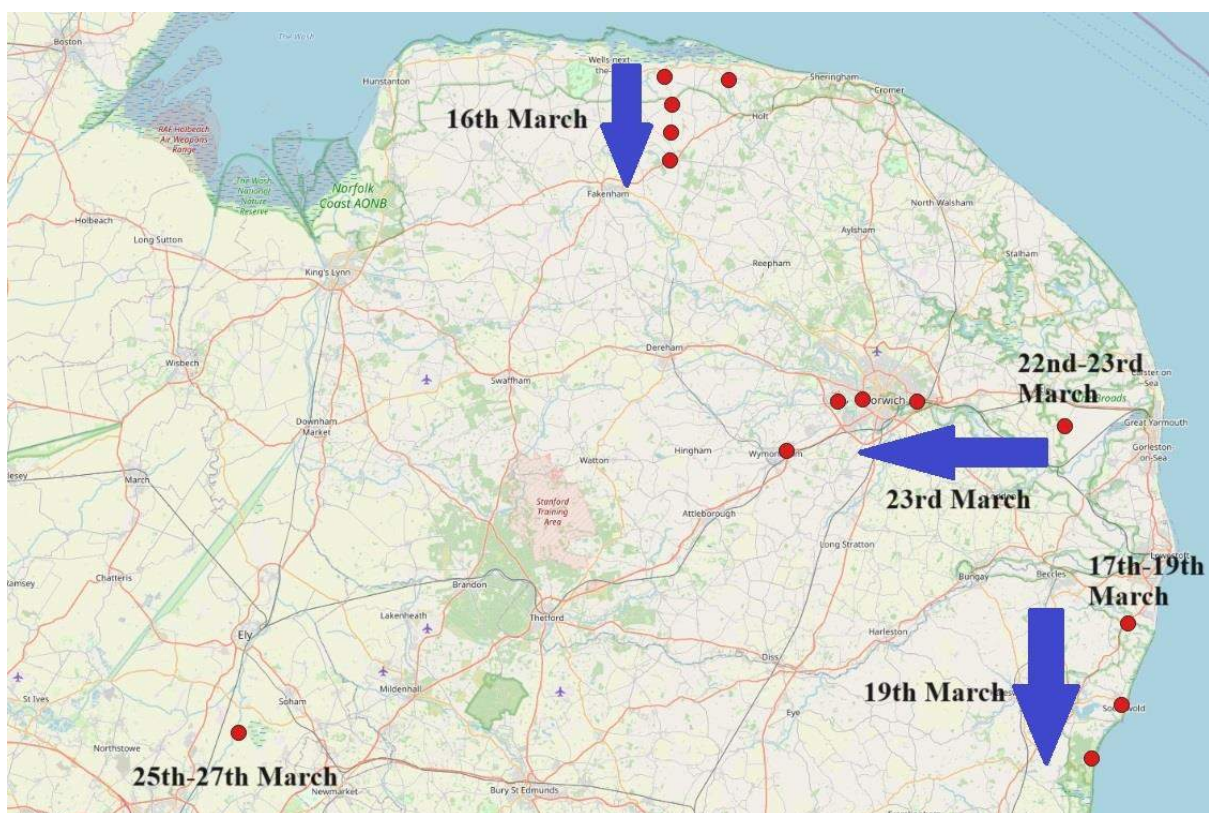 The Wash
Boston
Wells-next
the-
Hunstanton
Sheringham
Cromer
16th March
Holt
RAF Holbeach
Air Weapons
Range
The Wash
National
Nature
Reserve
Norfolk
Coast AONB
Fakenham
Holbeach
North Walsham
Long Sutton
Aylsham
Stalham
King's Lynn
Reepham
Dereham
Wisbech
22nd-23rd
March
Swaffham
Downham
Market
Great Yarmouth
Gorleston-
on-Sea
Hingham
Watton
March
23rd March
Stanford
Training
Area
Attleborough
Long Stratton
17th-19th
March
Chatteris
Bungay
Beccles
Ramsey
Brandon
Lakenheath
Thetford
Ely
Harleston
Diss
Mildenhall
19th March
St Ives
Soham
Eye
Northstowe
25th-27th March
Newmarket
Bury St Edmunds